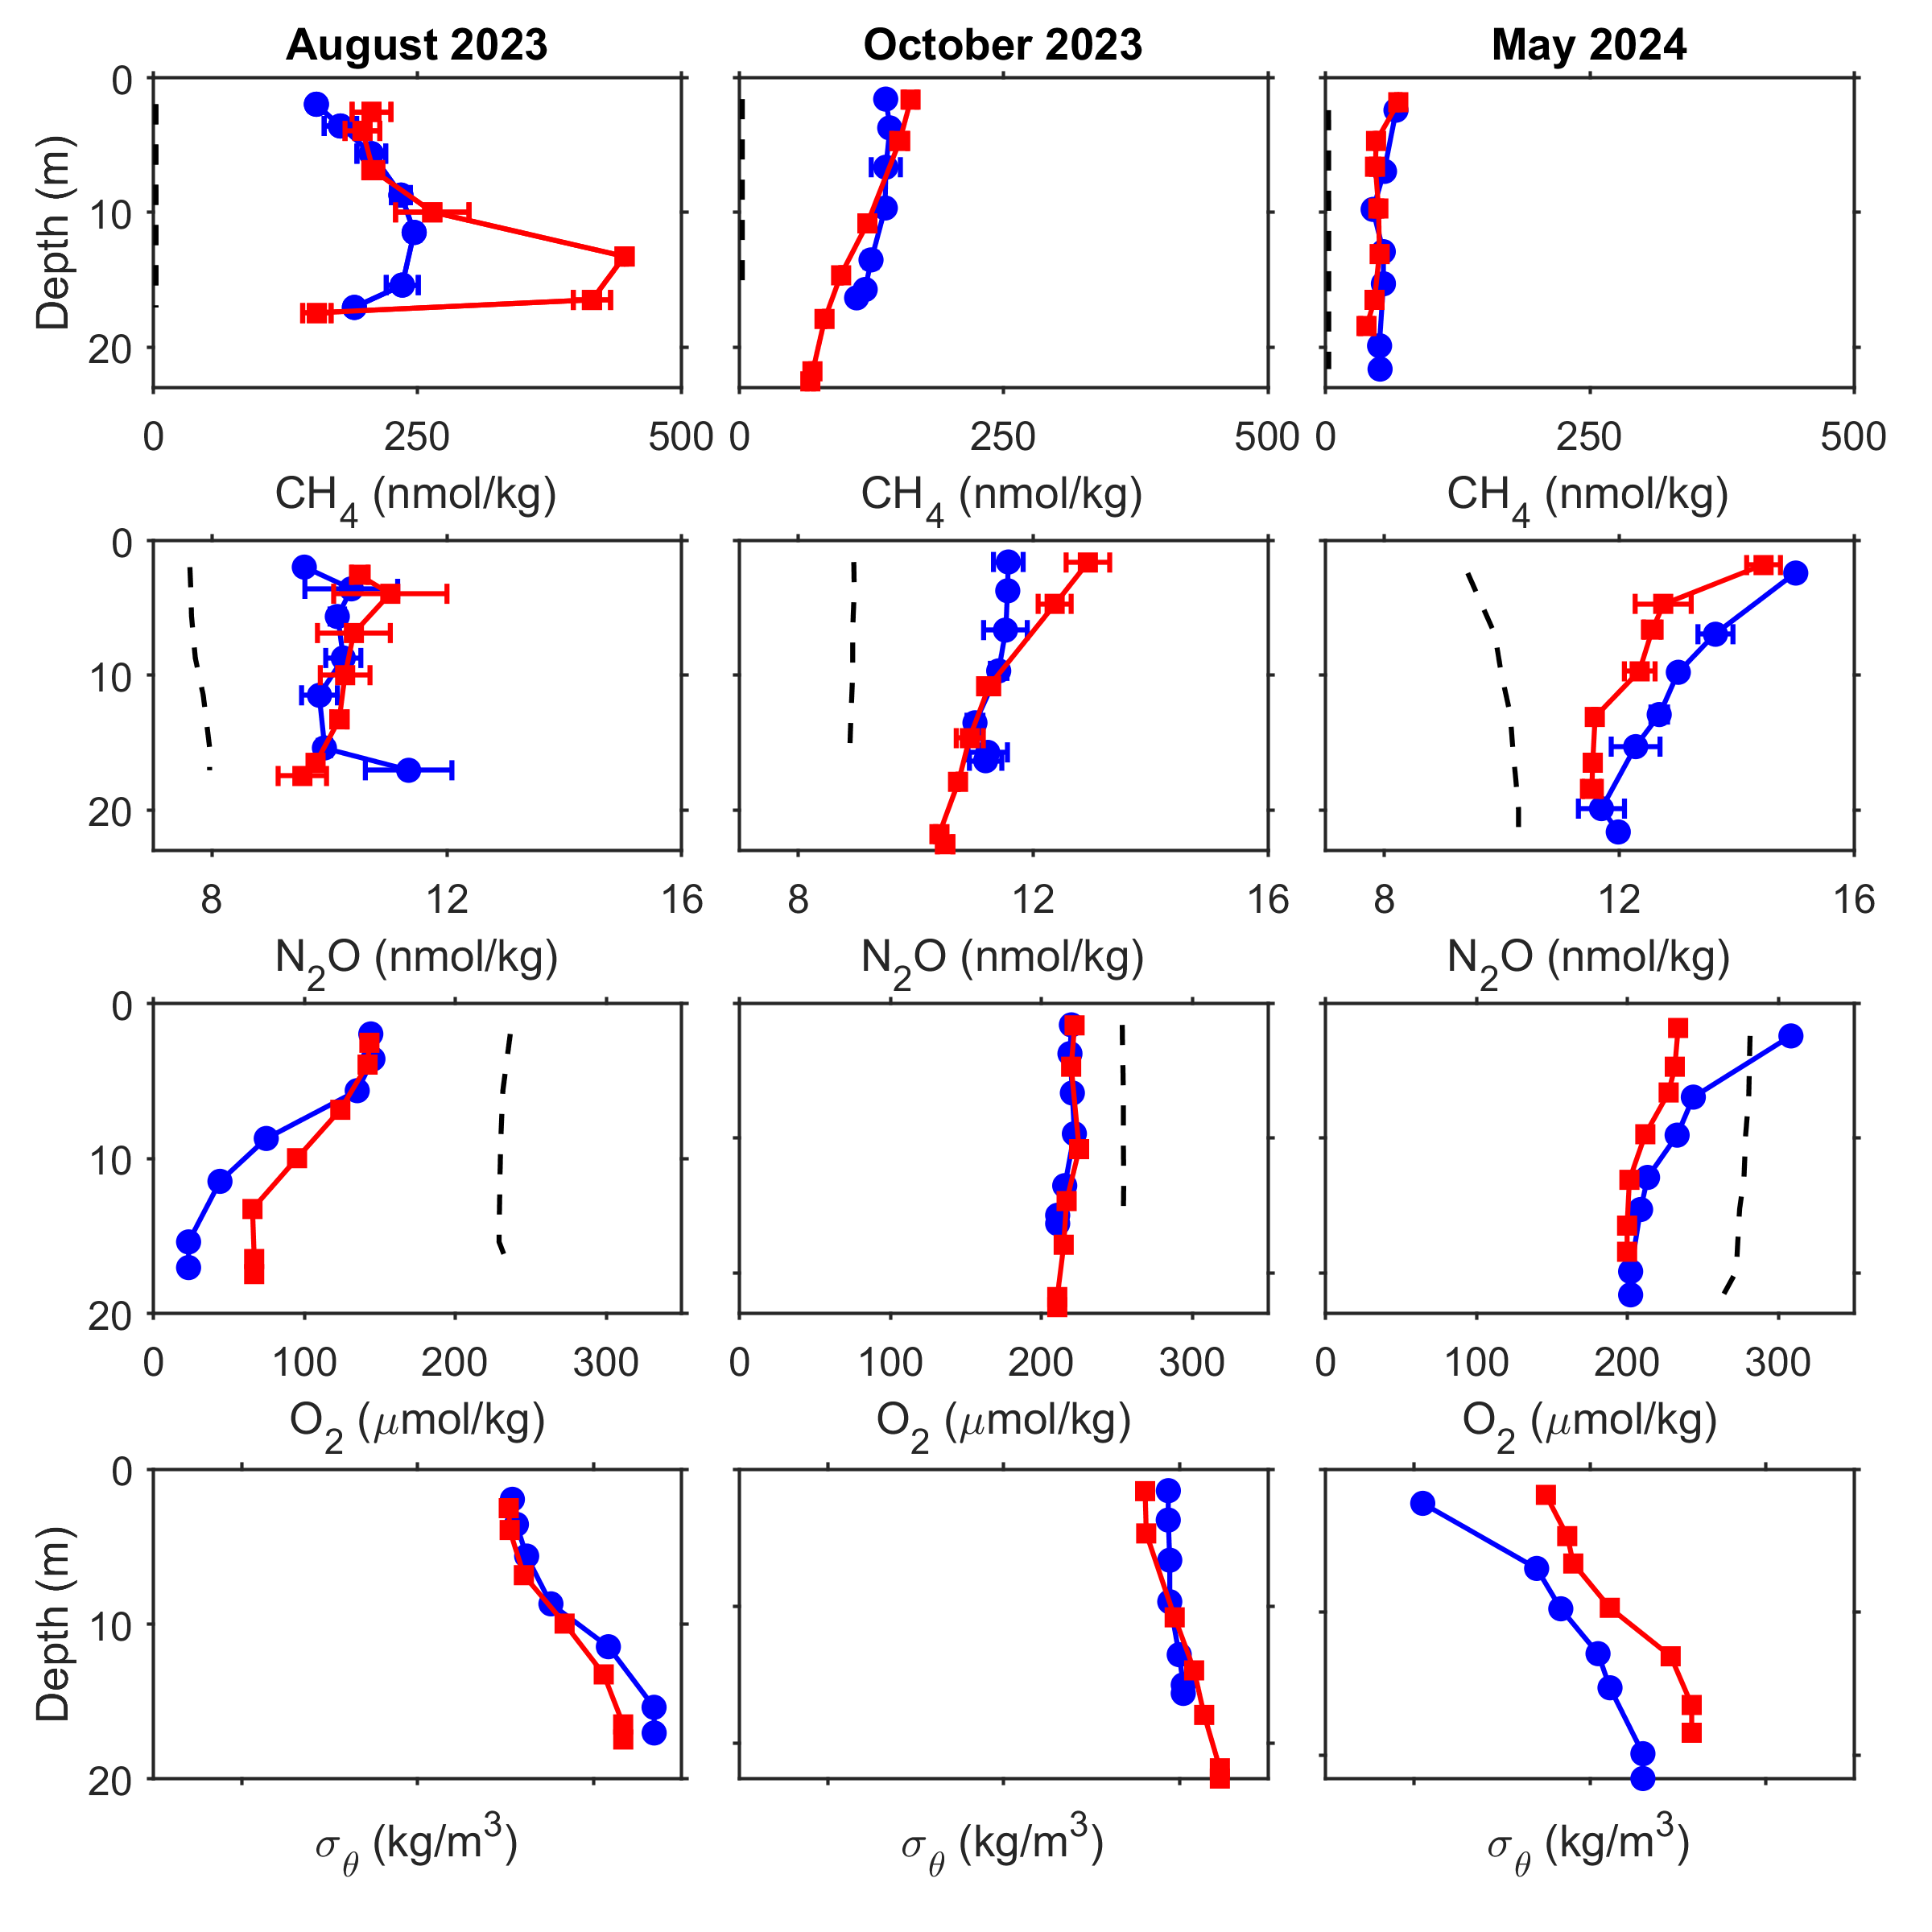 August 2023 October 2023 May 2024
0
10
20
Depth (m)
0 250 500 0 250 500 0 250 500
CH4 (nmol/kg) CH4 (nmol/kg) CH4 (nmol/kg)
0
10
20
8 12 16 8 12 16 8 12 16
N2O (nmol/kg) N2O (nmol/kg) N2O (nmol/kg)
0
10
20
0 100 200 300 0 100 200 300 0 100 200 300
O2 (μmol/kg) O2 (μmol/kg) O2 (μmol/kg)
0
10
20
Depth (m)
σθ (kg/m3) σθ (kg/m3) σθ (kg/m3)